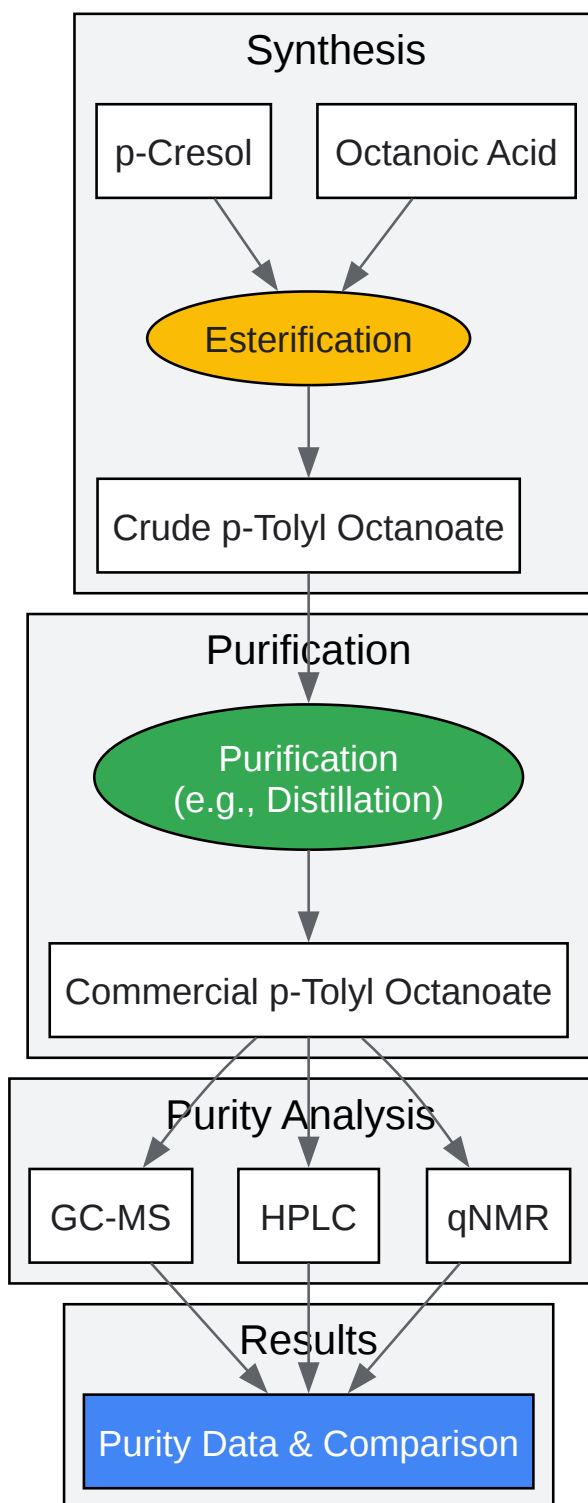 Synthesis
p-Cresol
Octanoic Acid
Esterification
Crude p-Tolyl Octanoate
Purification
Purification
(e.g., Distillation)
Commercial p-Tolyl Octanoate
Purity Analysis
GC-MS
HPLC
qNMR
Results
Purity Data & Comparison